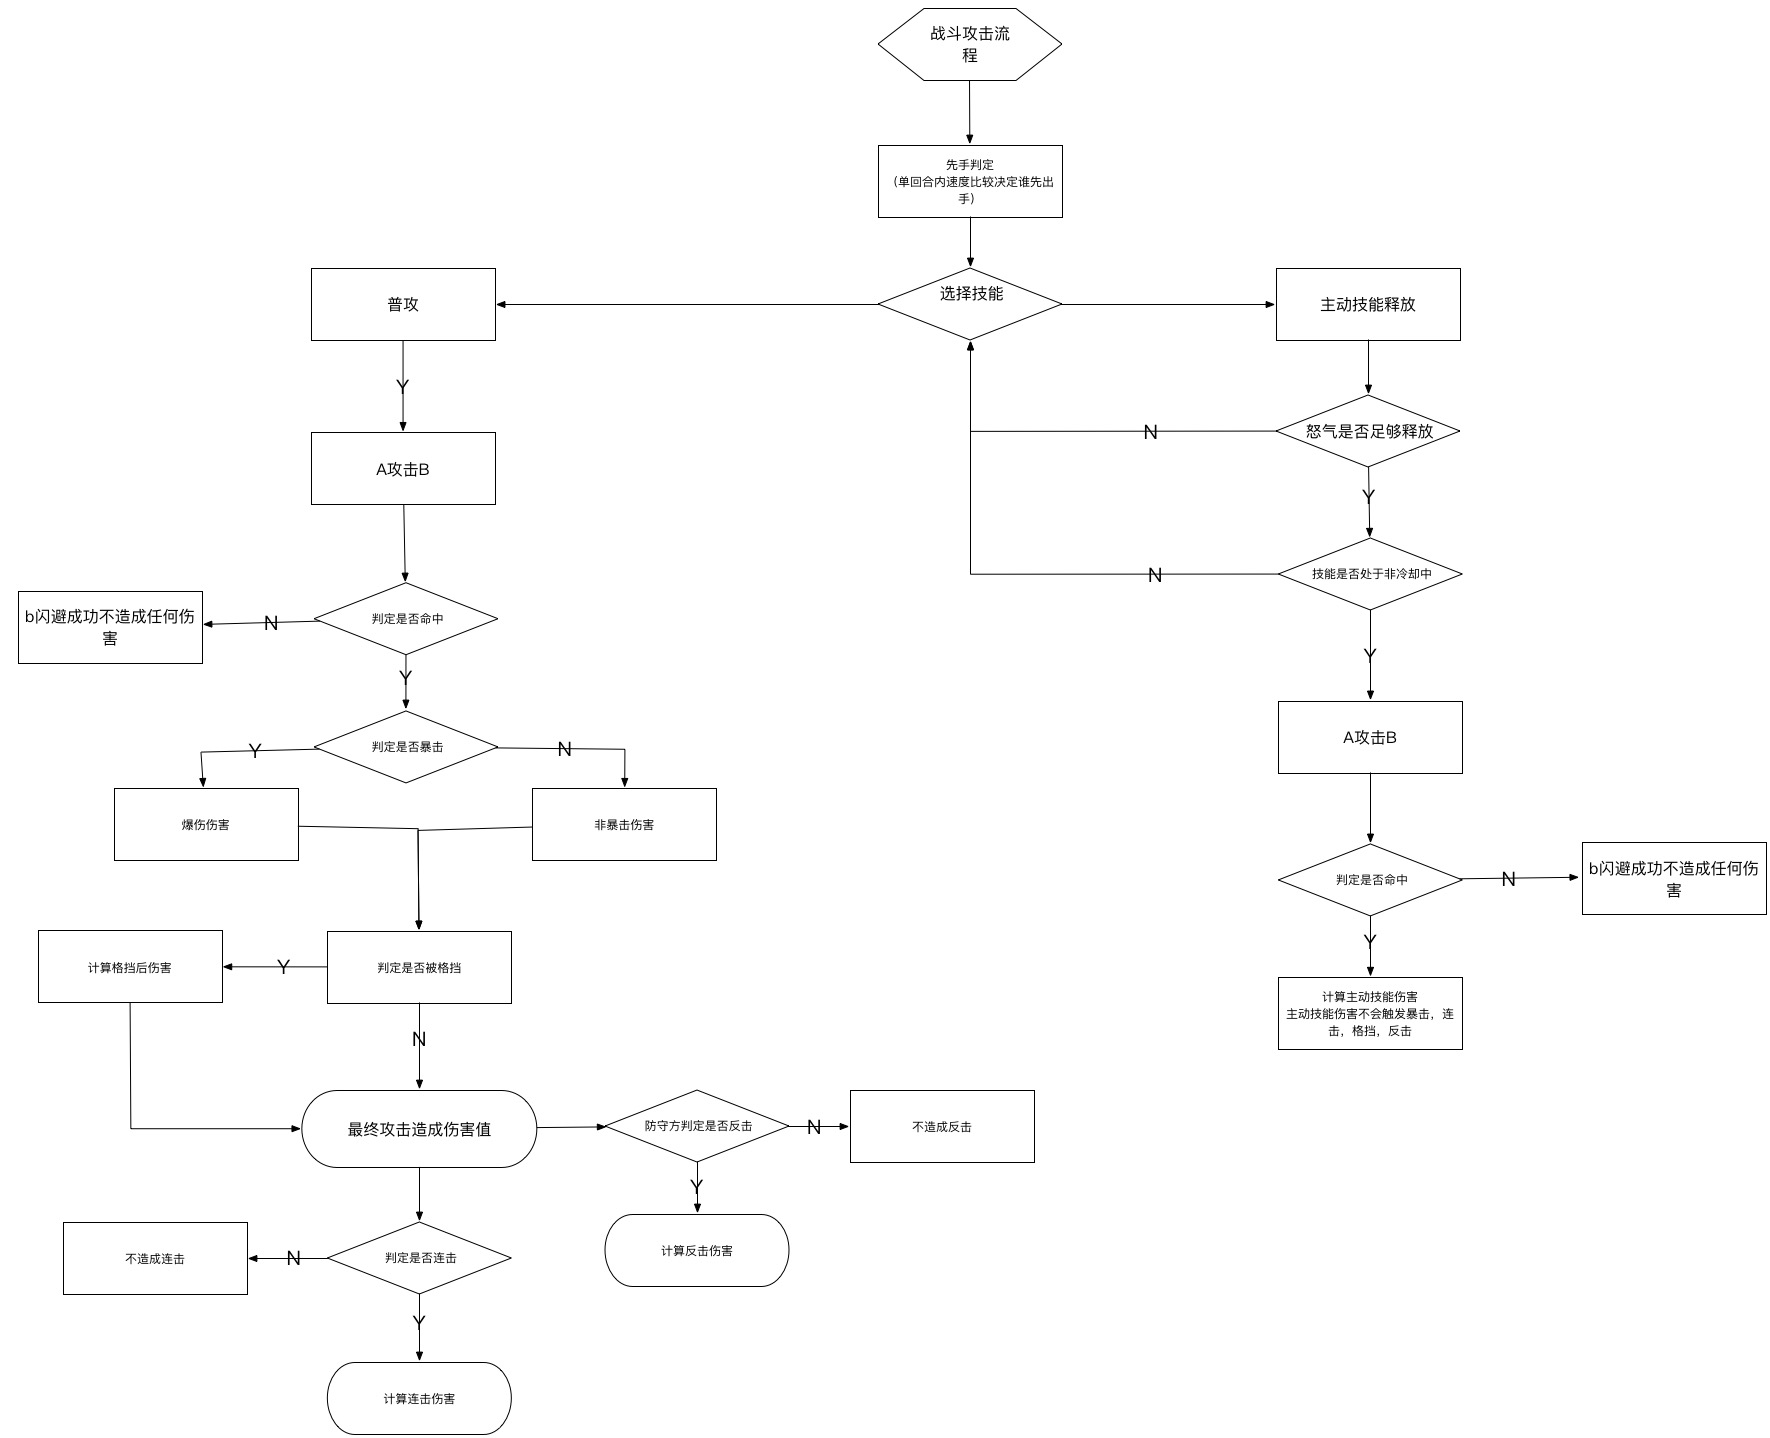 战斗攻击流
程
先手判定
（单回合内速度比较决定谁先出
手）
普攻
选择技能
主动技能释放
Y
A攻击B
N
怒气是否足够释放
Y
N
技能是否处于非冷却中
b闪避成功不造成任何伤
害
N
判定是否命中
Y
Y
A攻击B
Y
判定是否暴击
N
爆伤伤害
非暴击伤害
判定是否命中
N
b闪避成功不造成任何伤
害
Y
计算格挡后伤害
Y
判定是否被格挡
计算主动技能伤害
主动技能伤害不会触发暴击，连
击，格挡，反击
N
最终攻击造成伤害值
防守方判定是否反击
N
不造成反击
Y
计算反击伤害
不造成连击
N
判定是否连击
Y
计算连击伤害